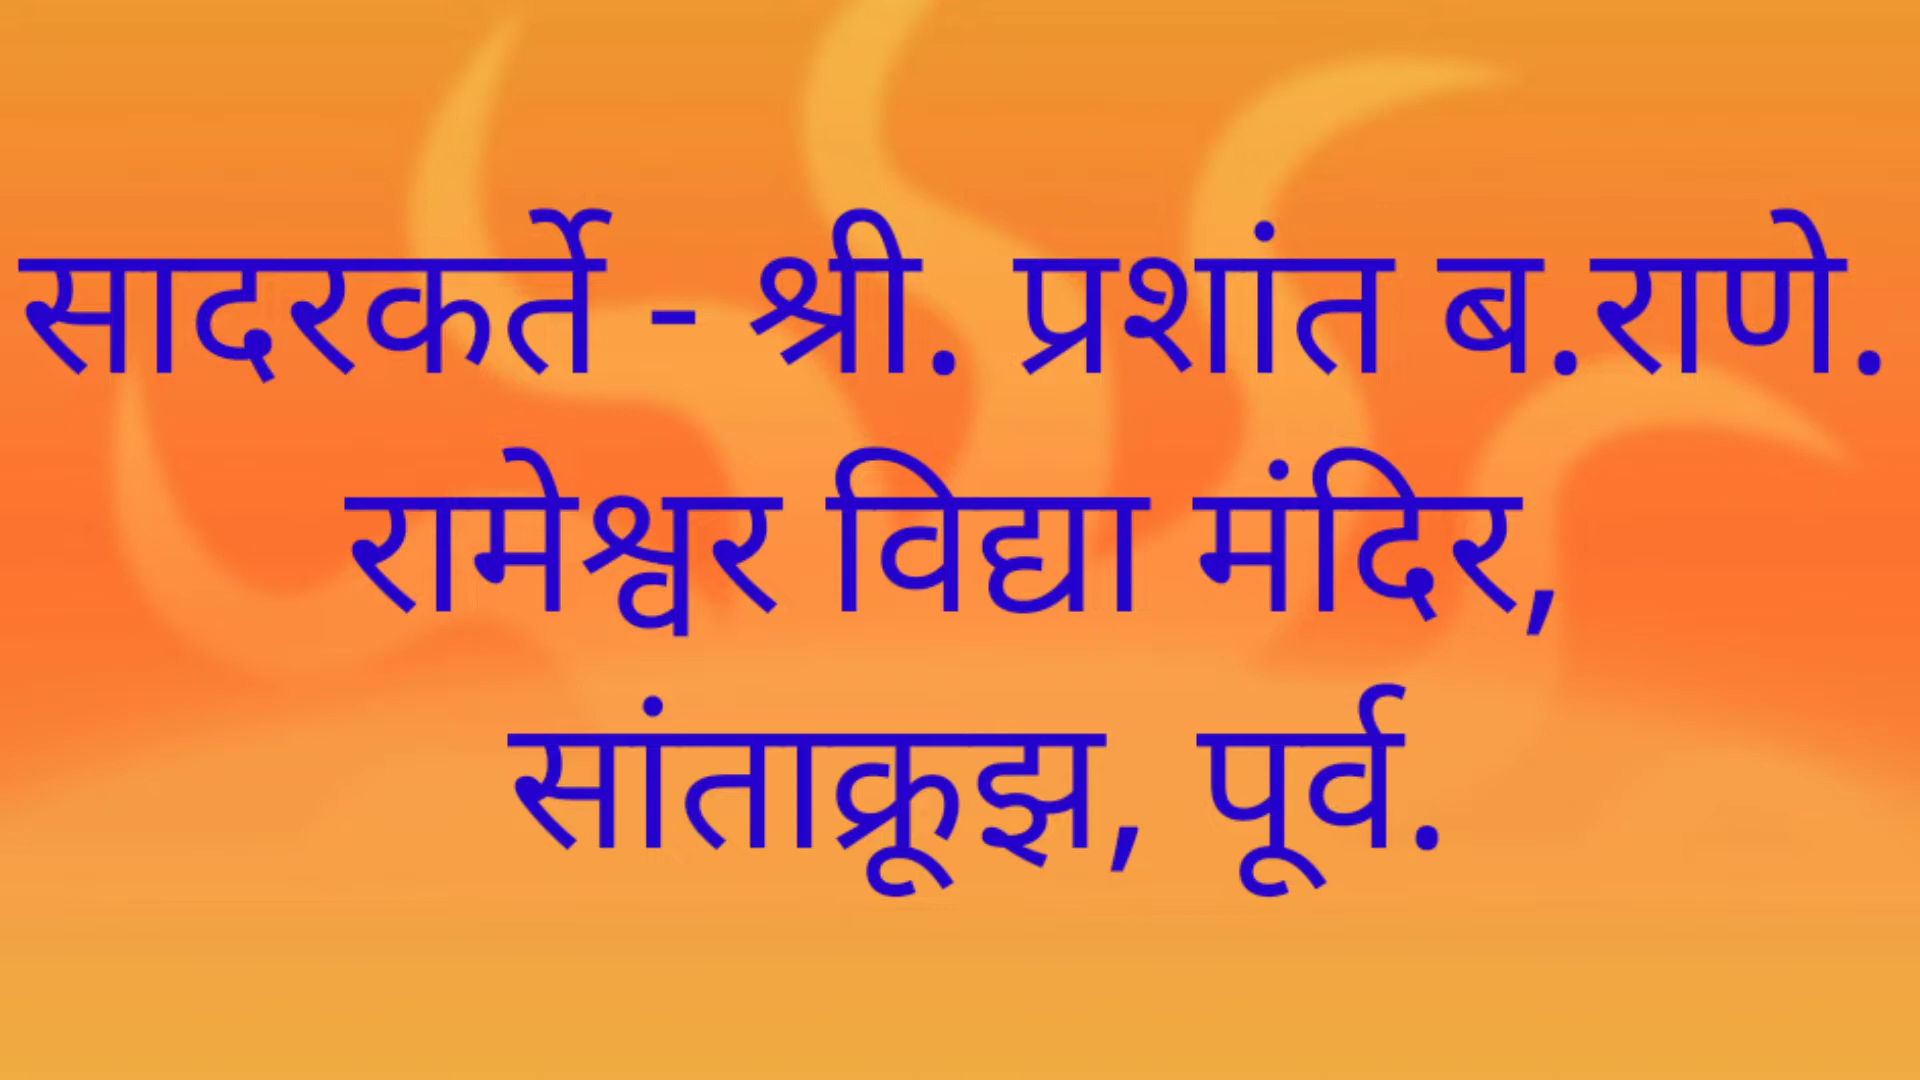 सादरकर्ते - श्री. प्रशांत ब.राणे.
रामेश्वर विद्या मंदिर,
सांताक्रूझ, पूर्व.